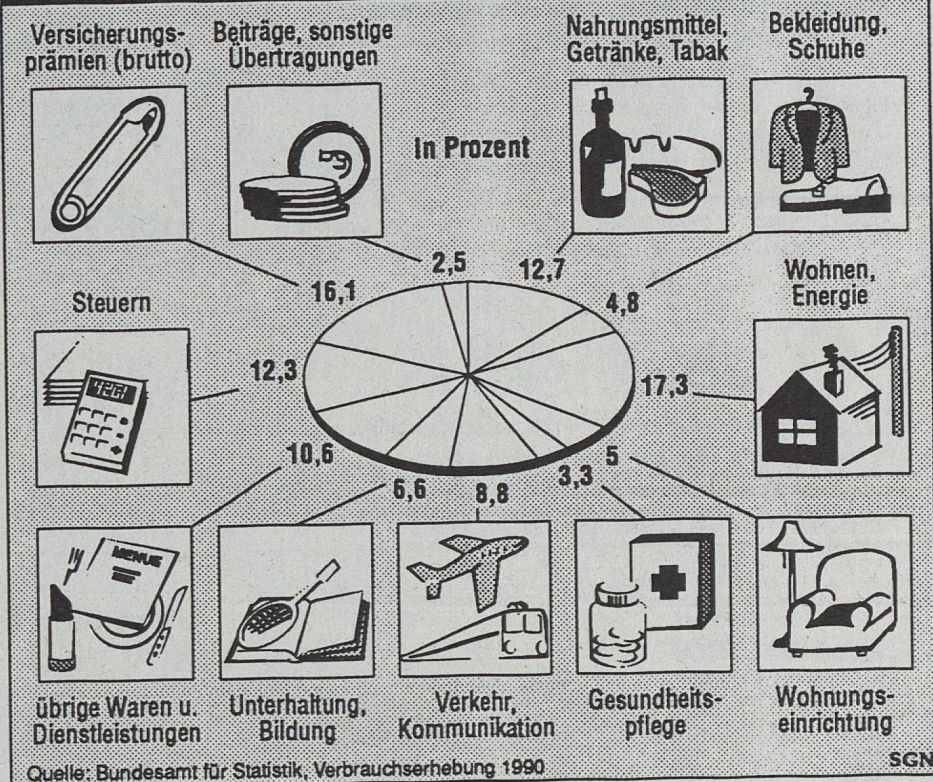 Versicherungs-
prämien (brutto)
Beiträge, sonstige
Übertragungen
In Prozent
Nahrungsmittel,
Getränke, Tabak
Bekleidung,
Schuhe
2,5
12,7
16,1
4,8
Steuern
Wohnen,
Energie
12,3
17,3
10,6
5
6,6
8,8
3,3
MENUE
übrige Waren u.
Dienstleistungen
Unterhaltung,
Bildung
Verkehr,
Kommunikation
Gesundheits-
pflege
Wohnungs-
einrichtung
Quelle: Bundesamt für Statistik, Verbrauchserhebung 1990
SGN